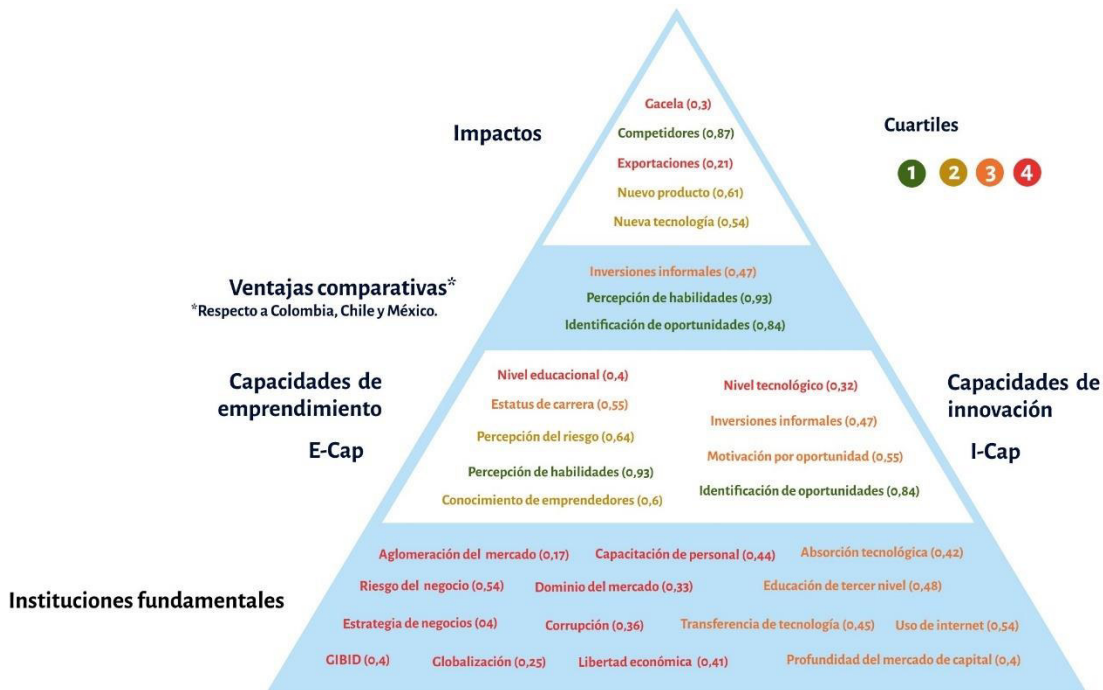 Gacela (0,3)
Impactos
Competidores (0,87)
Cuartiles
Exportaciones (0,21)
1 2 3 4
Nuevo producto (0,61)
Nueva tecnología (0,54)
Inversiones informales (0,47)
Ventajas comparativas*
*Respecto a Colombia, Chile y México.
Percepción de habilidades (0,93)
Identificación de oportunidades (0,84)
Capacidades de
emprendimiento
E-Cap
Nivel educacional (0,4)
Estatus de carrera (0,55)
Percepción del riesgo (0,64)
Percepción de habilidades (0,93)
Conocimiento de emprendedores (0,6)
Nivel tecnológico (0,32)
Inversiones informales (0,47)
Motivación por oportunidad (0,55)
Identificación de oportunidades (0,84)
Capacidades de
innovación
I-Cap
Instituciones fundamentales
Aglomeración del mercado (0,17) Capacitación de personal (0,44) Absorción tecnológica (0,42)
Riesgo del negocio (0,54) Dominio del mercado (0,33) Educación de tercer nivel (0,48)
Estrategia de negocios (04) Corrupción (0,36) Transferencia de tecnología (0,45) Uso de internet (0,54)
GIBID (0,4) Globalización (0,25) Libertad económica (0,41) Profundidad del mercado de capital (0,4)